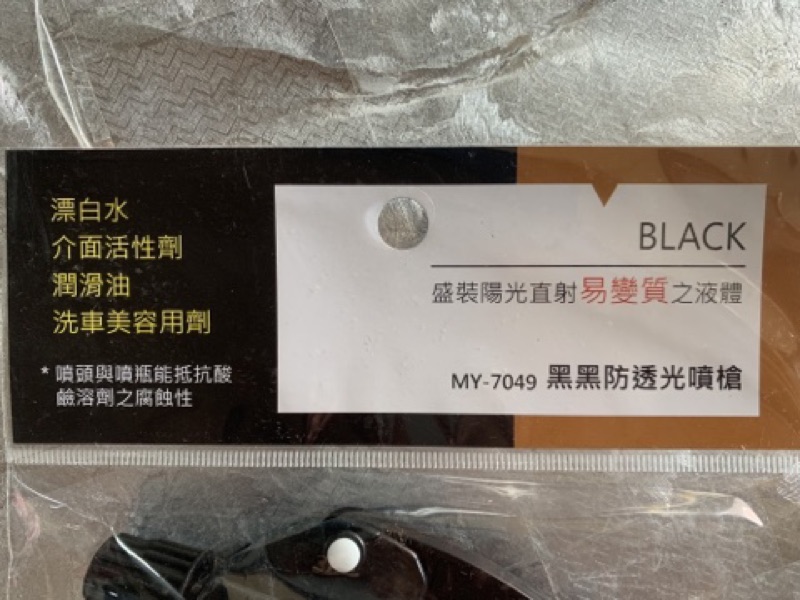 漂白水
介面活性劑
潤滑油
洗車美容用劑
* 噴頭與噴瓶能抵抗酸
鹼溶劑之腐蝕性
BLACK
盛裝陽光直射易變質之液體
MY-7049 黑黑防透光噴槍